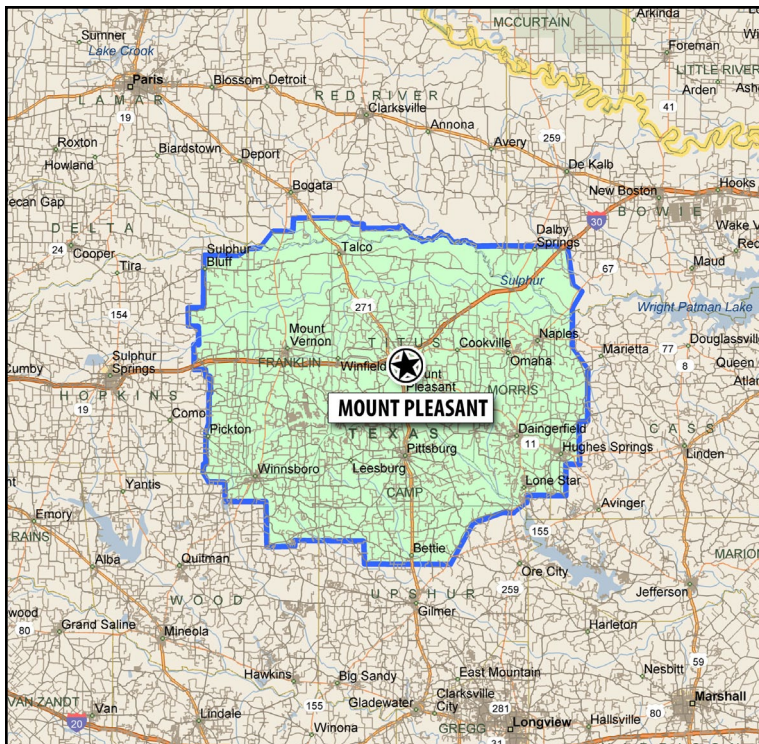 MCCURTAIN
Arkinda
Sumner
Lake Crook
Foreman
Paris
Blossom
Detroit
LITTLE RIVER
Arden
LAMAR
RED RIVER
41
19
Clarksville
Annona
259
Roxton
Biardstown
Avery
Howland
Deport
De Kalb
Bogata
New Boston
Hooks
ecan Gap
BOWIE
30
DELTA
24
Cooper
Tira
Sulphur
Bluff
Talco
Dalby
Springs
Maud
67
Sulphur
271
Wright Patman Lake
154
Mount
Vernon
TITUS
Naples
Cookville
Omaha
Marietta
77
Douglassville
8
Sulphur
Springs
FRANKLIN
Winfield
Mount
Pleasant
Queen
Cumby
MORRIS
HOPKINS
19
Como
MOUNT PLEASANT
CASS
TEXAS
Pickton
Daingerfield
11
Hughes Springs
Pittsburg
Linden
Winnsboro
Leesburg
Yantis
CAMP
Lone Star
Avinger
Emory
RAINS
155
Bettie
Alba
Quitman
Ore City
MARION
WOOD
UPSHUR
259
Jefferson
Gilmer
Grand Saline
80
Mineola
Harleton
59
Hawkins
Big Sandy
East Mountain
Nesbitt
VAN ZANDT
Van
155
Gladewater
Clarksville
City
281
Marshall
20
Lindale
Winona
GREGG
Longview
Hallsville
80
31